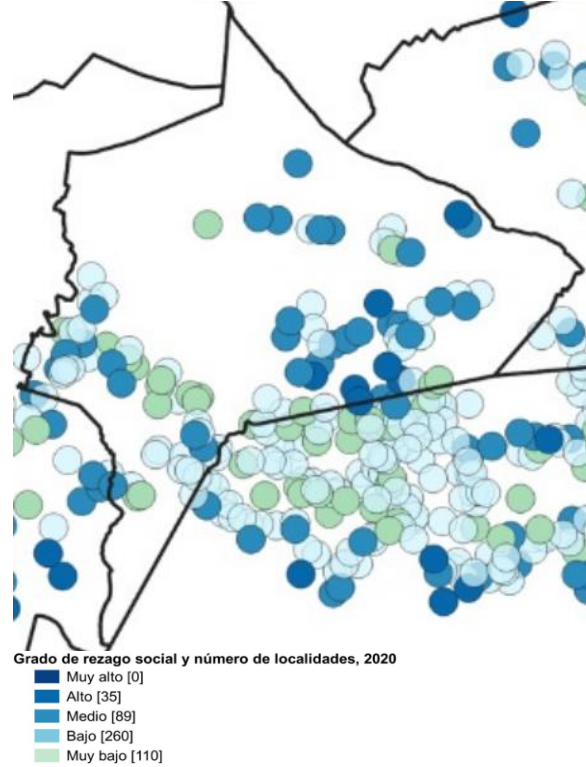 Grado de rezago social y número de localidades, 2020
Muy alto [0]
Alto [35]
Medio [89]
Bajo [260]
Muy bajo [110]